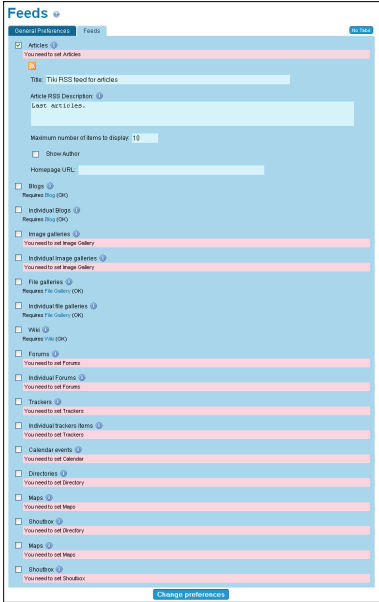 Feeds
General Preferences Feeds No Tabs
Articles
You need to set Articles
Title: Tiki RSS feed for articles
Article RSS Description:
Last articles.
Maximum number of items to display: 10
Show Author
Homepage URL:
Blogs
Requires Blog (OK)
Individual Blogs
Requires Blog (OK)
Image galleries
You need to set Image Gallery
Individual Image galleries
You need to set Image Gallery
File galleries
Requires File Gallery (OK)
Individual file galleries
Requires File Gallery (OK)
Wiki
Requires Wiki (OK)
Forums
You need to set Forums
Individual Forums
You need to set Forums
Trackers
You need to set Trackers
Individual trackers items
You need to set Trackers
Calendar events
You need to set Calendar
Directories
You need to set Directory
Maps
You need to set Maps
Shoutbox
You need to set Directory
Maps
You need to set Maps
Shoutbox
You need to set Shoutbox
Change preferences